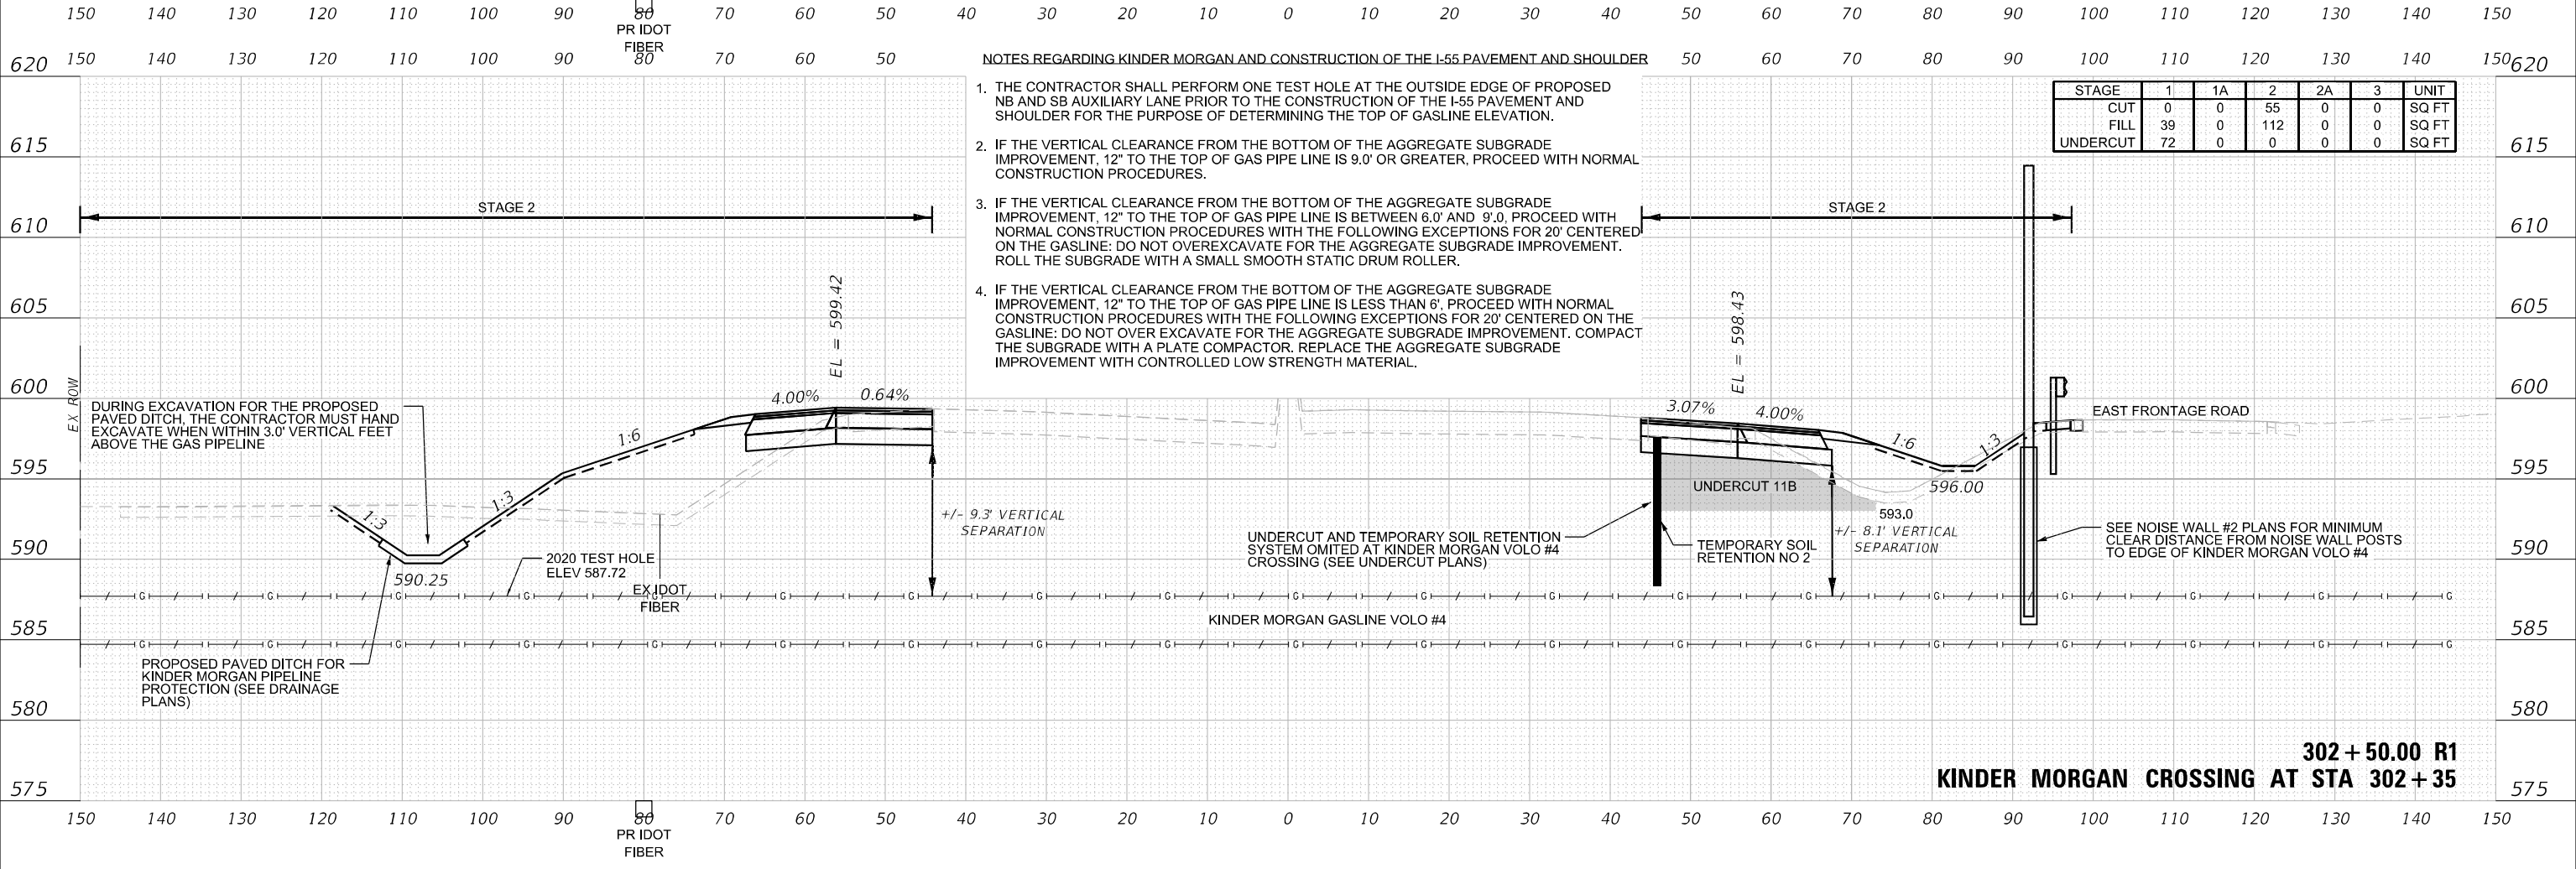 150 140 130 120 110 100 90 80 70 60 50 40 30 20 10 0 10 20 30 40 50 60 70 80 90 100 110 120 130 140 150
PR IDOT
FIBER
150 140 130 120 110 100 90 80 70 60 50
50 60 70 80 90 100 110 120 130 140 150
620
620
NOTES REGARDING KINDER MORGAN AND CONSTRUCTION OF THE I-55 PAVEMENT AND SHOULDER
1. THE CONTRACTOR SHALL PERFORM ONE TEST HOLE AT THE OUTSIDE EDGE OF PROPOSED
NB AND SB AUXILIARY LANE PRIOR TO THE CONSTRUCTION OF THE I-55 PAVEMENT AND
SHOULDER FOR THE PURPOSE OF DETERMINING THE TOP OF GASLINE ELEVATION.
2. IF THE VERTICAL CLEARANCE FROM THE BOTTOM OF THE AGGREGATE SUBGRADE
IMPROVEMENT, 12" TO THE TOP OF GAS PIPE LINE IS 9.0' OR GREATER, PROCEED WITH NORMAL
CONSTRUCTION PROCEDURES.
3. IF THE VERTICAL CLEARANCE FROM THE BOTTOM OF THE AGGREGATE SUBGRADE
IMPROVEMENT, 12" TO THE TOP OF GAS PIPE LINE IS BETWEEN 6.0' AND 9'.0, PROCEED WITH
NORMAL CONSTRUCTION PROCEDURES WITH THE FOLLOWING EXCEPTIONS FOR 20' CENTERED
ON THE GASLINE: DO NOT OVEREXCAVATE FOR THE AGGREGATE SUBGRADE IMPROVEMENT.
ROLL THE SUBGRADE WITH A SMALL SMOOTH STATIC DRUM ROLLER.
4. IF THE VERTICAL CLEARANCE FROM THE BOTTOM OF THE AGGREGATE SUBGRADE
IMPROVEMENT, 12" TO THE TOP OF GAS PIPE LINE IS LESS THAN 6', PROCEED WITH NORMAL
CONSTRUCTION PROCEDURES WITH THE FOLLOWING EXCEPTIONS FOR 20' CENTERED ON THE
GASLINE: DO NOT OVER EXCAVATE FOR THE AGGREGATE SUBGRADE IMPROVEMENT. COMPACT
THE SUBGRADE WITH A PLATE COMPACTOR. REPLACE THE AGGREGATE SUBGRADE
IMPROVEMENT WITH CONTROLLED LOW STRENGTH MATERIAL.
STAGE 1 1A 2 2A 3 UNIT
CUT 0 0 55 0 0 SQ FT
FILL 39 0 112 0 0 SQ FT
UNDERCUT 72 0 0 0 0 SQ FT
615
615
STAGE 2
STAGE 2
610
610
605
605
EL = 599.42
EL = 598.43
600
600
EX ROW
DURING EXCAVATION FOR THE PROPOSED
PAVED DITCH, THE CONTRACTOR MUST HAND
EXCAVATE WHEN WITHIN 3.0' VERTICAL FEET
ABOVE THE GAS PIPELINE
1:6
4.00%
0.64%
3.07%
4.00%
1:6
1:3
EAST FRONTAGE ROAD
595
595
1:3
1:3
UNDERCUT 11B
596.00
593.0
+/- 9.3' VERTICAL
SEPARATION
UNDERCUT AND TEMPORARY SOIL RETENTION
SYSTEM OMITED AT KINDER MORGAN VOLO #4
CROSSING (SEE UNDERCUT PLANS)
TEMPORARY SOIL
RETENTION NO 2
+/- 8.1' VERTICAL
SEPARATION
SEE NOISE WALL #2 PLANS FOR MINIMUM
CLEAR DISTANCE FROM NOISE WALL POSTS
TO EDGE OF KINDER MORGAN VOLO #4
590
590
590.25
2020 TEST HOLE
ELEV 587.72
EX IDOT
FIBER
G G G G G G G G G G G G G G G G G G G
KINDER MORGAN GASLINE VOLO #4
585
585
G G G G G G G G G G G G G G G G G G G
PROPOSED PAVED DITCH FOR
KINDER MORGAN PIPELINE
PROTECTION (SEE DRAINAGE
PLANS)
580
580
302+50.00 R1
KINDER MORGAN CROSSING AT STA 302+35
575
575
150 140 130 120 110 100 90 80 70 60 50 40 30 20 10 0 10 20 30 40 50 60 70 80 90 100 110 120 130 140 150
PR IDOT
FIBER